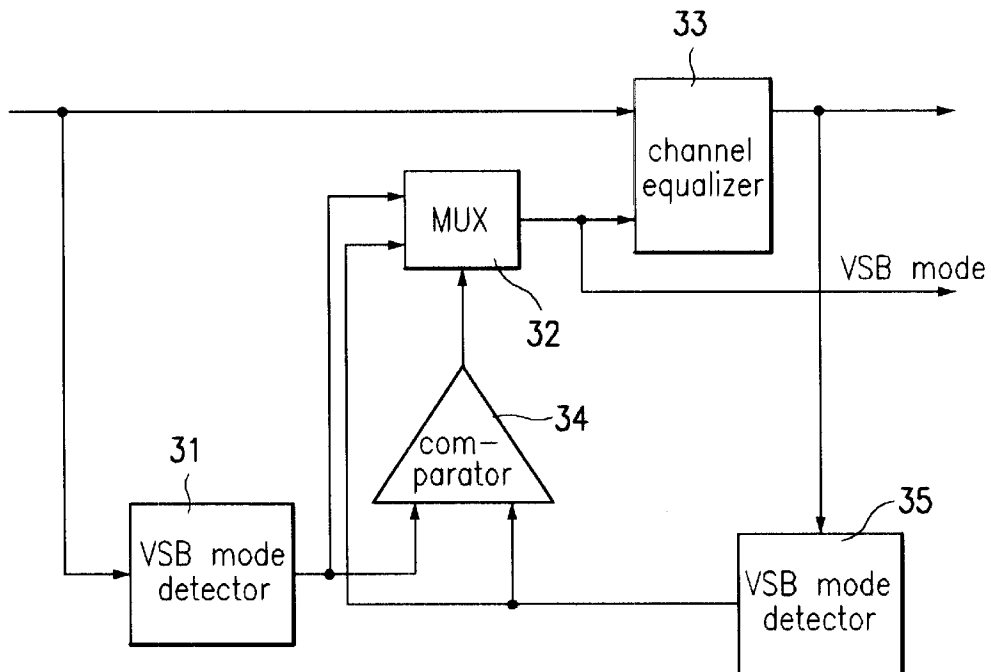 33
channel
equalizer
MUX
VSB mode
32
34
com-
parator
31
35
VSB mode
detector
VSB mode
detector